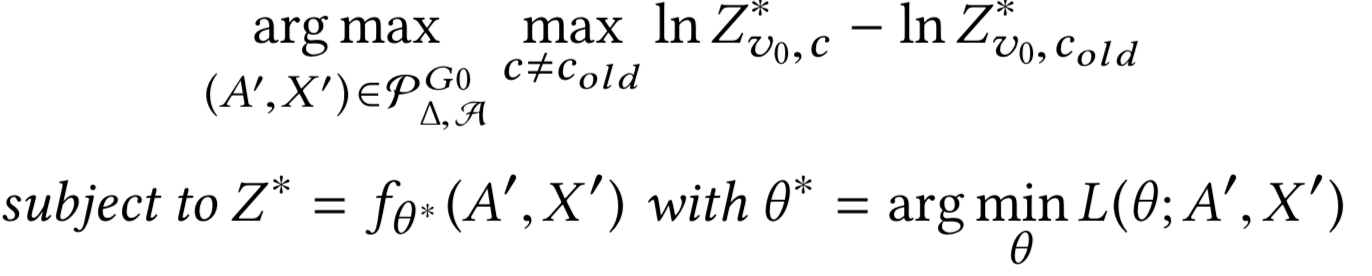 arg max max ln Z*_{v_0,c} − ln Z*_{v_0,c_{old}}
(A′,X′)∈𝒫^{G0}_{Δ,𝒜} c≠c_{old}
subject to Z* = f_{θ*}(A′, X′) with θ* = arg min L(θ; A′, X′)
θ